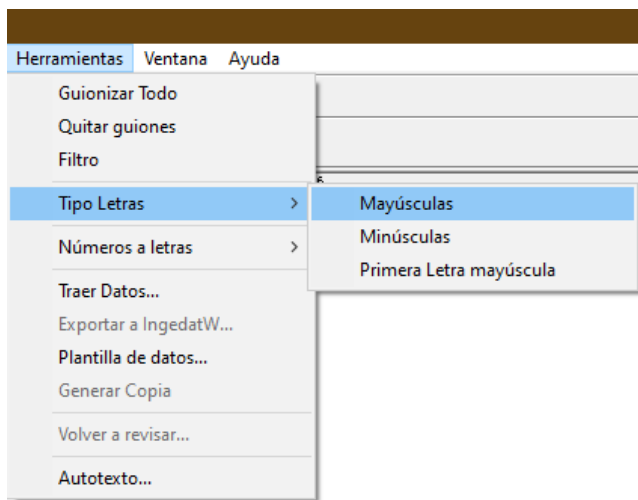 Herramientas Ventana Ayuda
Guionizar Todo
Quitar guiones
Filtro
Tipo Letras
Mayúsculas
Minúsculas
Primera Letra mayúscula
Números a letras
Traer Datos...
Exportar a IngedatW...
Plantilla de datos...
Generar Copia
Volver a revisar...
Autotexto...